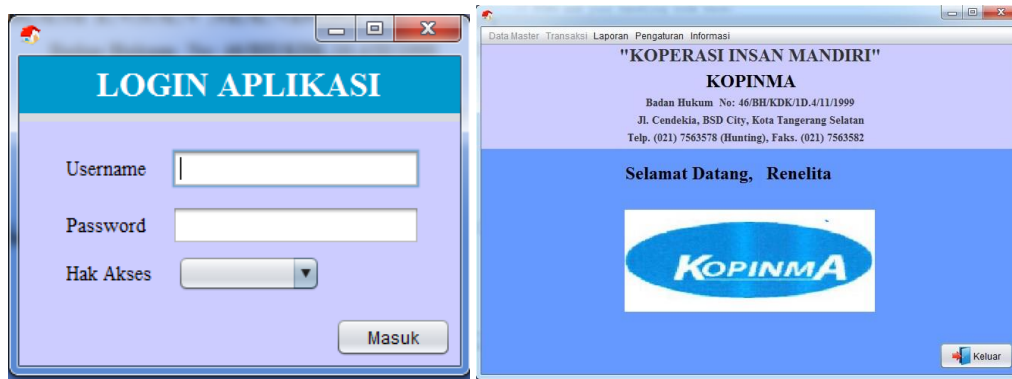 LOGIN APLIKASI
Username
Password
Hak Akses
Masuk
Data Master Transaksi Laporan Pengaturan Informasi
"KOPERASI INSAN MANDIRI"
KOPINMA
Badan Hukum No: 46/BH/KDK/1D.4/11/1999
Jl. Cendekia, BSD City, Kota Tangerang Selatan
Telp. (021) 7563578 (Hunting), Faks. (021) 7563582
Selamat Datang, Renelita
KOPINMA
Keluar